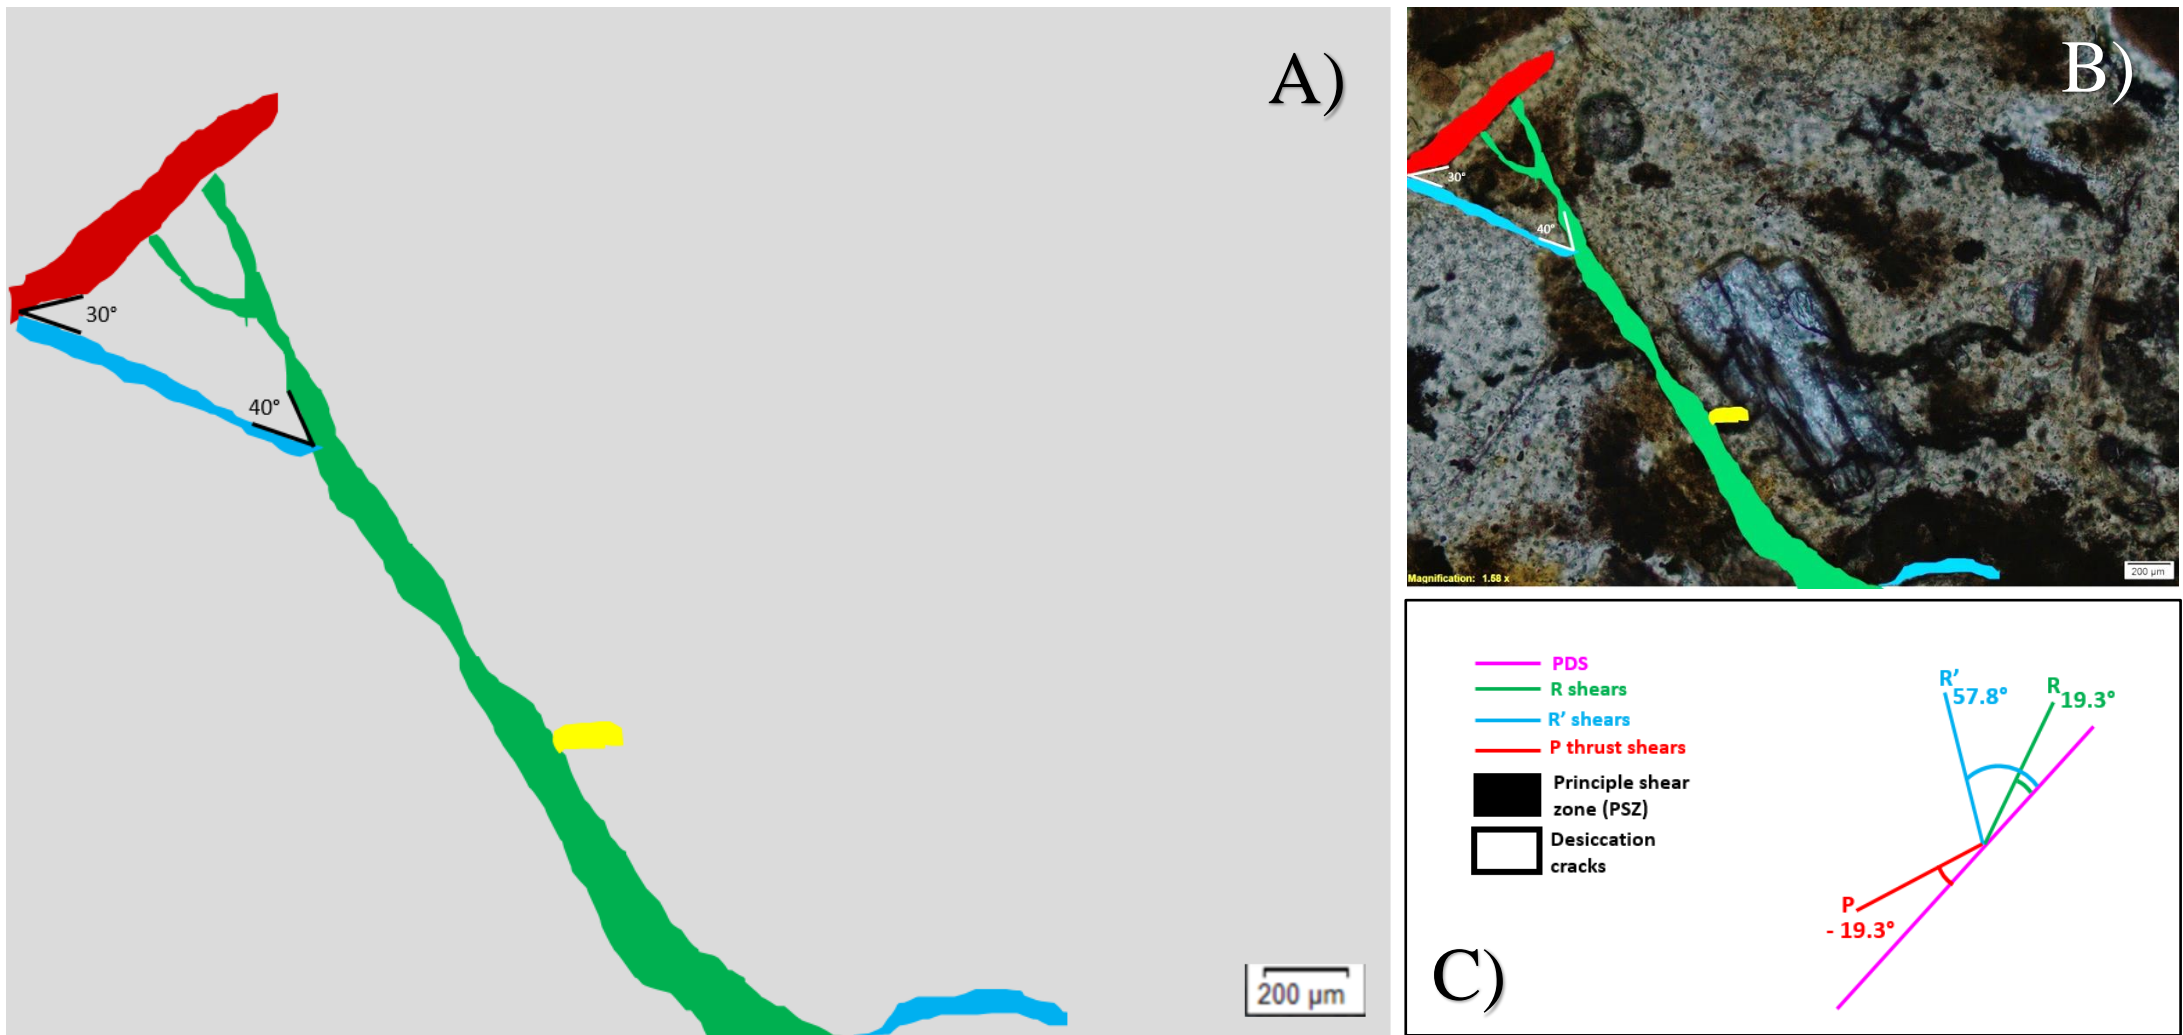 A)
30°
40°
200 µm
B)
30°
40°
Magnification: 1.58 x
200 µm
PDS
R shears
R’ shears
P thrust shears
Principle shear
zone (PSZ)
Desiccation
cracks
R’
57.8°
R
19.3°
P
- 19.3°
C)